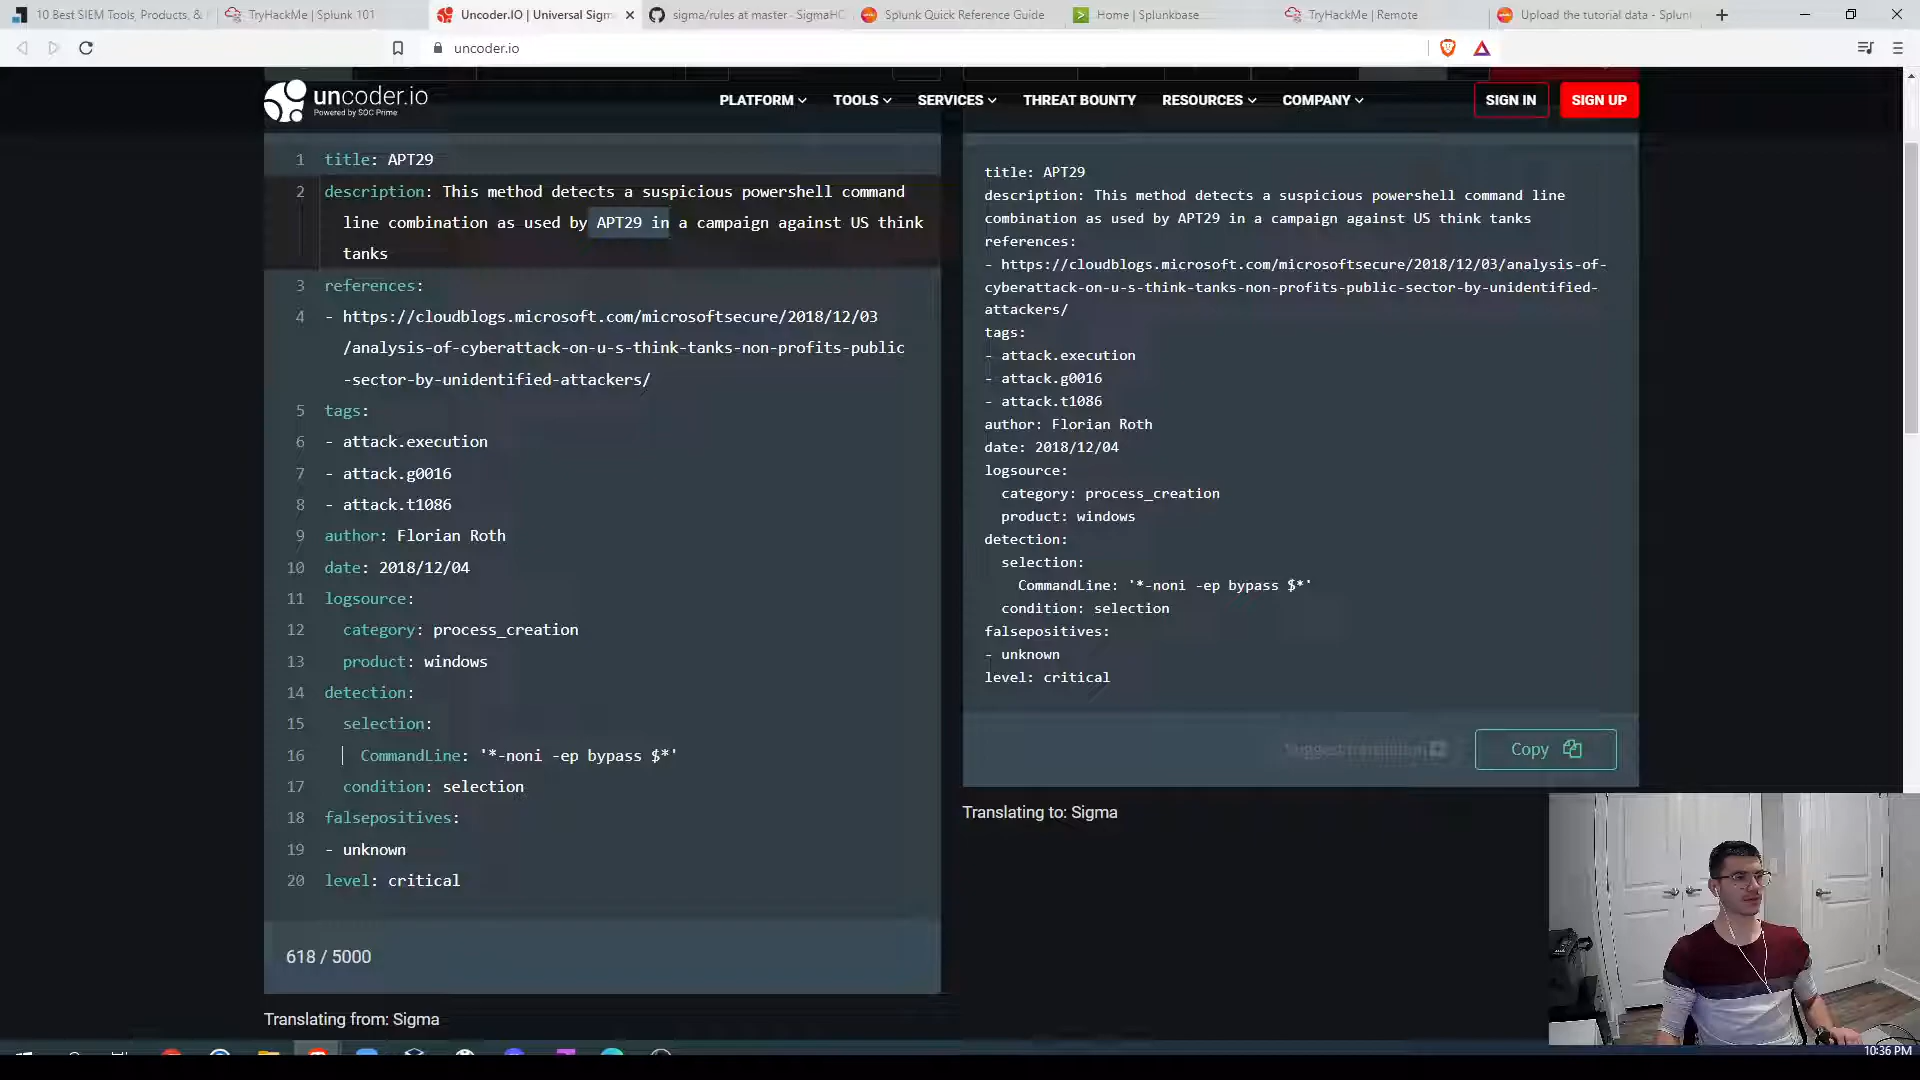 10 Best SIEM Tools, Products, &
TryHackMe | Splunk 101
Uncoder.IO | Universal Sigm
sigma/rules at master · SigmaHQ
Splunk Quick Reference Guide
Home | Splunkbase
TryHackMe | Remote
Upload the tutorial data - Splun
uncoder.io
uncoder.io
Powered by SOC Prime
PLATFORM
TOOLS
SERVICES
THREAT BOUNTY
RESOURCES
COMPANY
SIGN IN
SIGN UP
1 title: APT29
2 description: This method detects a suspicious powershell command
line combination as used by APT29 in a campaign against US think
tanks
3 references:
4 - https://cloudblogs.microsoft.com/microsoftsecure/2018/12/03
/analysis-of-cyberattack-on-u-s-think-tanks-non-profits-public
-sector-by-unidentified-attackers/
5 tags:
6 - attack.execution
7 - attack.g0016
8 - attack.t1086
9 author: Florian Roth
10 date: 2018/12/04
11 logsource:
12 category: process_creation
13 product: windows
14 detection:
15 selection:
16 CommandLine: '*-noni -ep bypass $*'
17 condition: selection
18 falsepositives:
19 - unknown
20 level: critical
618 / 5000
Translating from: Sigma
title: APT29
description: This method detects a suspicious powershell command line
combination as used by APT29 in a campaign against US think tanks
references:
- https://cloudblogs.microsoft.com/microsoftsecure/2018/12/03/analysis-of-
cyberattack-on-u-s-think-tanks-non-profits-public-sector-by-unidentified-
attackers/
tags:
- attack.execution
- attack.g0016
- attack.t1086
author: Florian Roth
date: 2018/12/04
logsource:
category: process_creation
product: windows
detection:
selection:
CommandLine: '*-noni -ep bypass $*'
condition: selection
falsepositives:
- unknown
level: critical
Suggest translation
Copy
Translating to: Sigma
10:36 PM